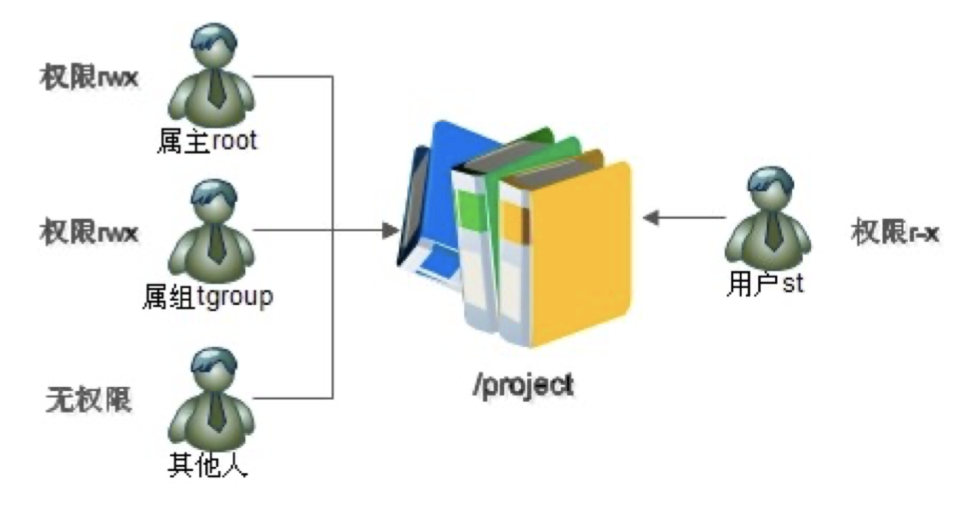 权限rwx
属主root
权限rwx
属组tgroup
无权限
其他人
/project
用户st
权限r-x